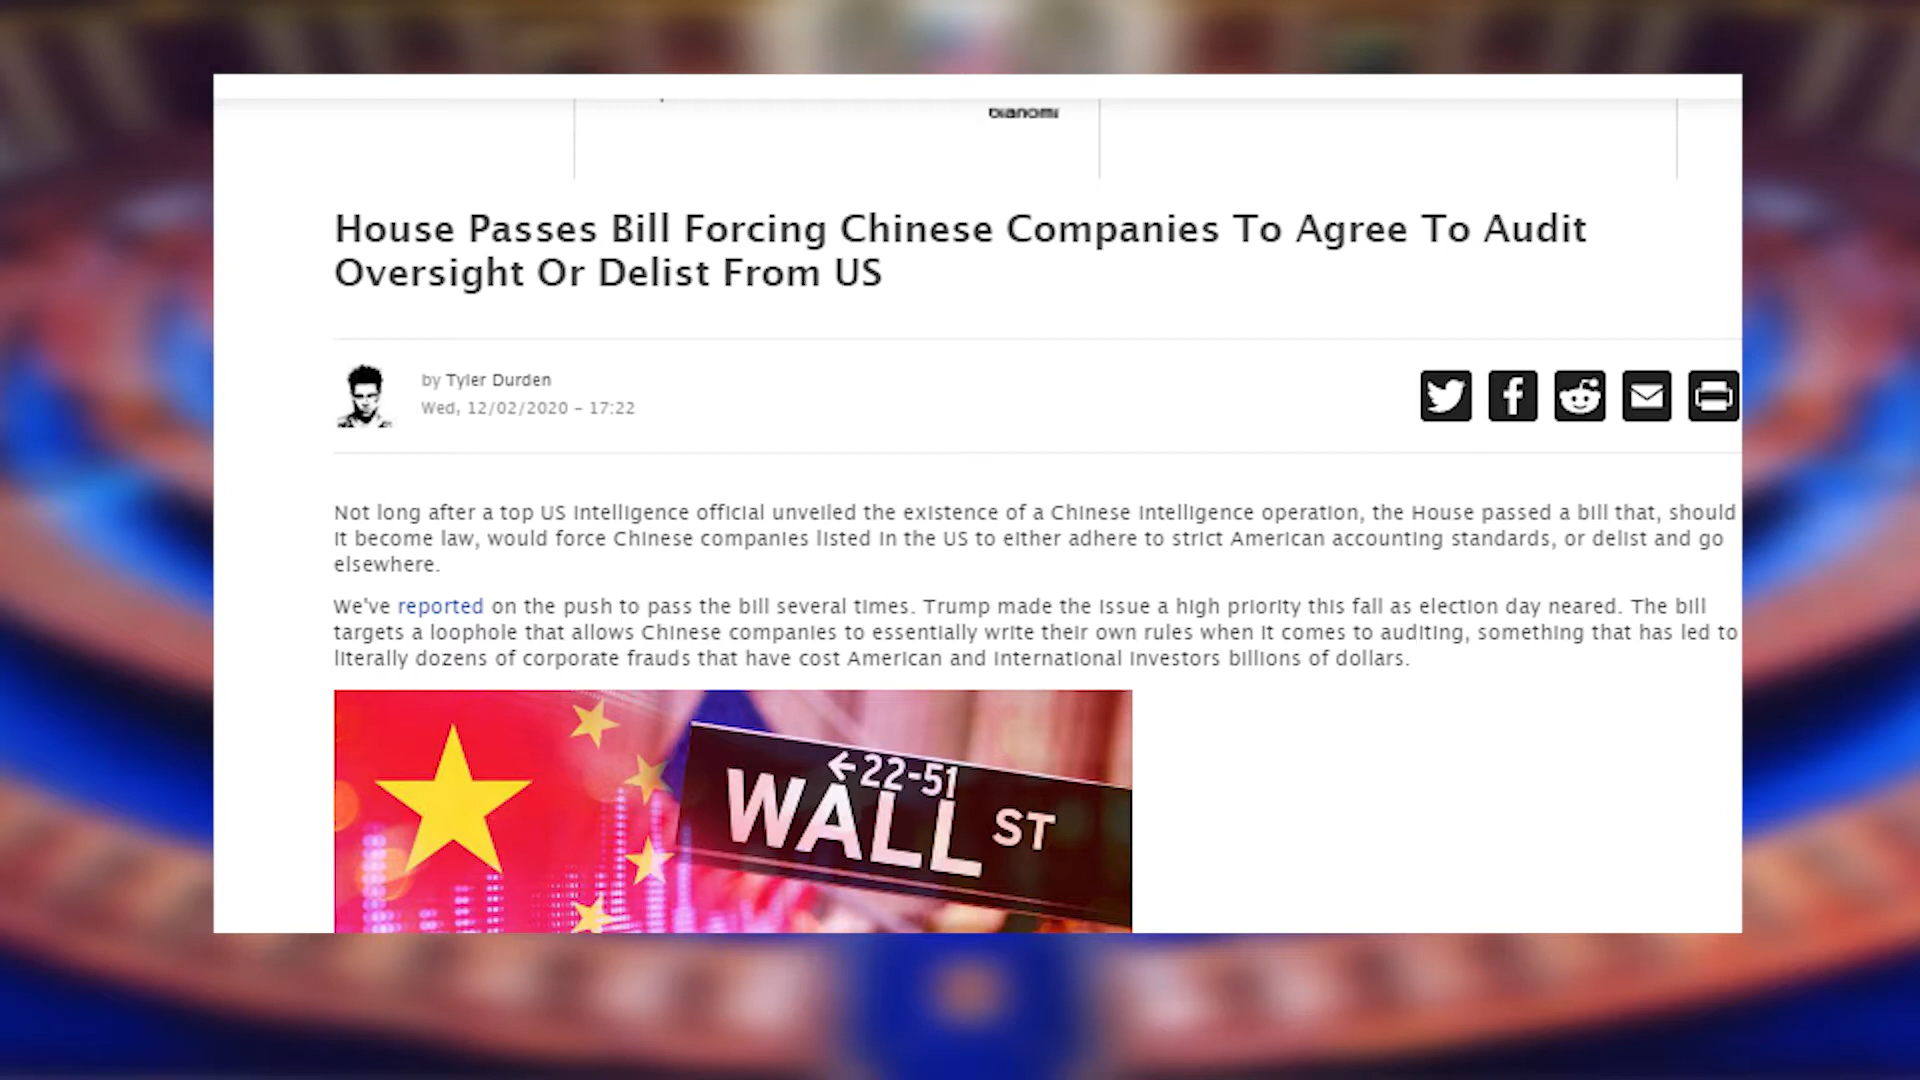 bianomi
House Passes Bill Forcing Chinese Companies To Agree To Audit
Oversight Or Delist From US
by Tyler Durden
Wed, 12/02/2020 - 17:22
Not long after a top US intelligence official unveiled the existence of a Chinese intelligence operation, the House passed a bill that, should
it become law, would force Chinese companies listed in the US to either adhere to strict American accounting standards, or delist and go
elsewhere.
We've reported on the push to pass the bill several times. Trump made the issue a high priority this fall as election day neared. The bill
targets a loophole that allows Chinese companies to essentially write their own rules when it comes to auditing, something that has led to
literally dozens of corporate frauds that have cost American and international investors billions of dollars.
←22-51
WALL ST